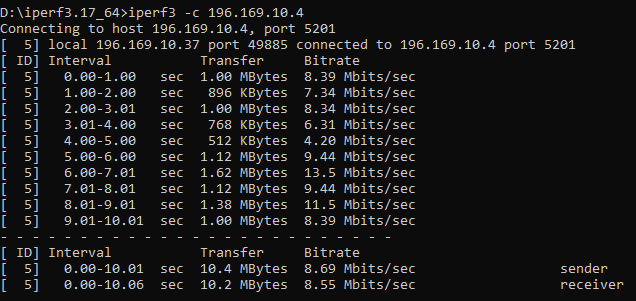 D:\iperf3.17_64>iperf3 -c 196.169.10.4
Connecting to host 196.169.10.4, port 5201
[  5] local 196.169.10.37 port 49885 connected to 196.169.10.4 port 5201
[ ID] Interval           Transfer     Bitrate
[  5]   0.00-1.00   sec  1.00 MBytes  8.39 Mbits/sec
[  5]   1.00-2.00   sec   896 KBytes  7.34 Mbits/sec
[  5]   2.00-3.01   sec  1.00 MBytes  8.34 Mbits/sec
[  5]   3.01-4.00   sec   768 KBytes  6.31 Mbits/sec
[  5]   4.00-5.00   sec   512 KBytes  4.20 Mbits/sec
[  5]   5.00-6.00   sec  1.12 MBytes  9.44 Mbits/sec
[  5]   6.00-7.01   sec  1.62 MBytes  13.5 Mbits/sec
[  5]   7.01-8.01   sec  1.12 MBytes  9.44 Mbits/sec
[  5]   8.01-9.01   sec  1.38 MBytes  11.5 Mbits/sec
[  5]   9.01-10.01  sec  1.00 MBytes  8.39 Mbits/sec
- - - - - - - - - - - - - - - - - - - - - - - - -
[ ID] Interval           Transfer     Bitrate
[  5]   0.00-10.01  sec  10.4 MBytes  8.69 Mbits/sec                  sender
[  5]   0.00-10.06  sec  10.2 MBytes  8.55 Mbits/sec                  receiver